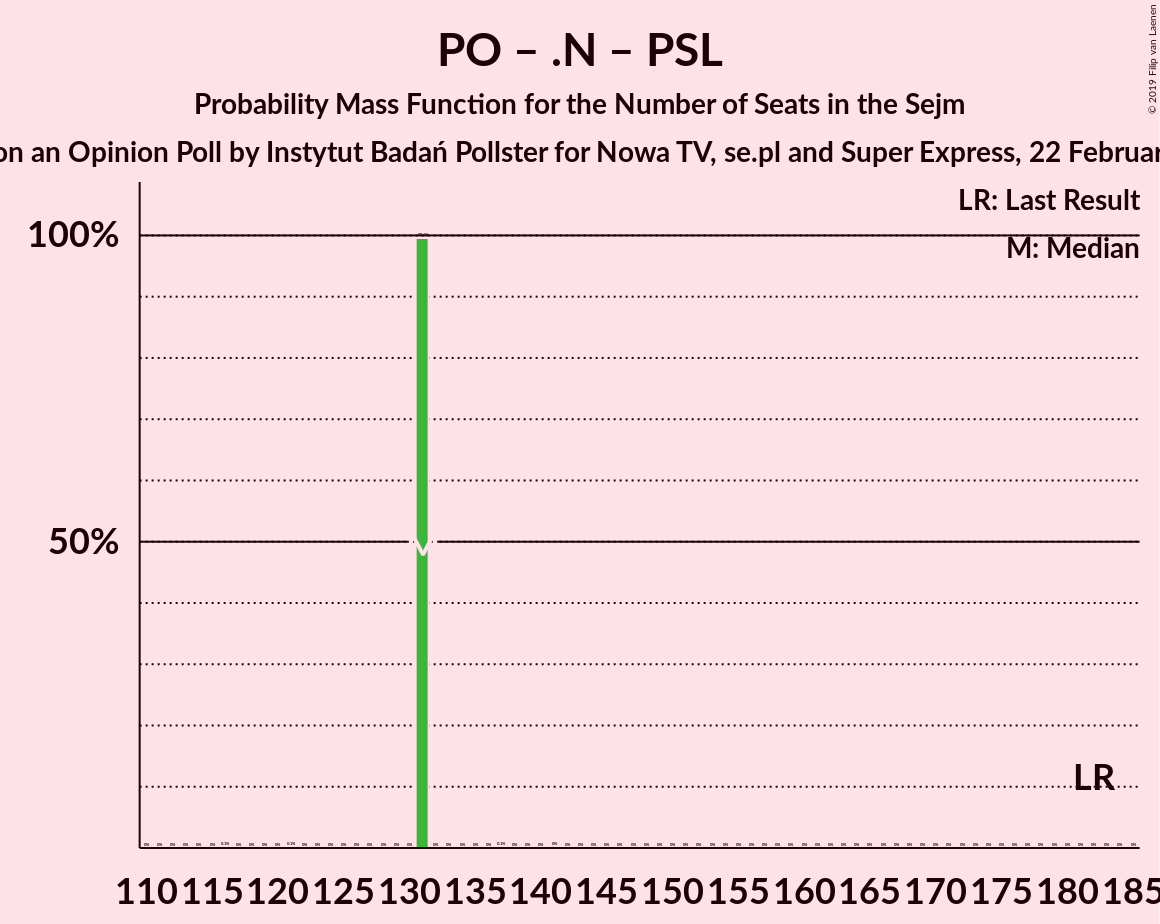 PO – .N – PSL
Probability Mass Function for the Number of Seats in the Sejm
on an Opinion Poll by Instytut Badań Pollster for Nowa TV, se.pl and Super Express, 22 Februar
© 2019 Filip van Laenen
LR: Last Result
M: Median
100%
50%
LR
110 115 120 125 130 135 140 145 150 155 160 165 170 175 180 185